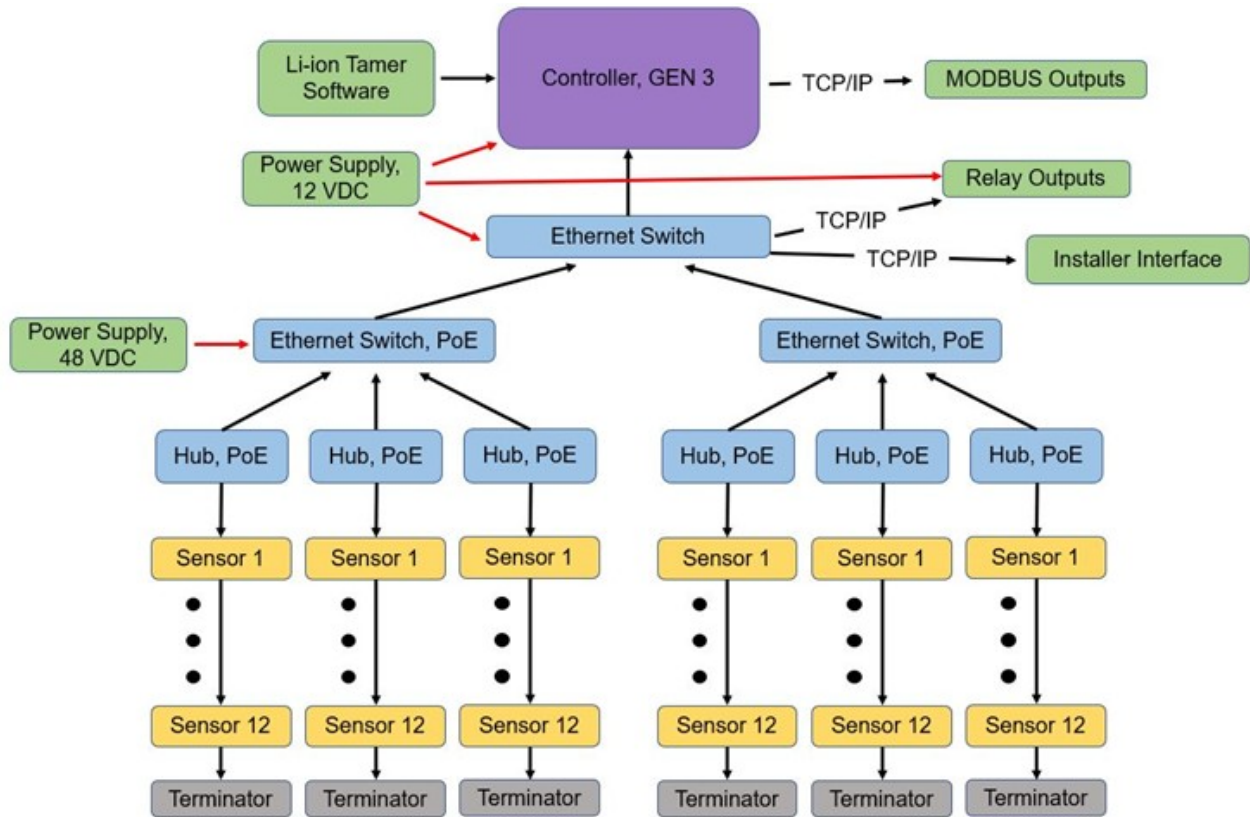 Li-ion Tamer
Software
Controller, GEN 3
TCP/IP
MODBUS Outputs
Power Supply,
12 VDC
Relay Outputs
TCP/IP
Ethernet Switch
TCP/IP
Installer Interface
Power Supply,
48 VDC
Ethernet Switch, PoE
Ethernet Switch, PoE
Hub, PoE
Hub, PoE
Hub, PoE
Hub, PoE
Hub, PoE
Hub, PoE
Sensor 1
Sensor 1
Sensor 1
Sensor 1
Sensor 1
Sensor 1
Sensor 12
Sensor 12
Sensor 12
Sensor 12
Sensor 12
Sensor 12
Terminator
Terminator
Terminator
Terminator
Terminator
Terminator